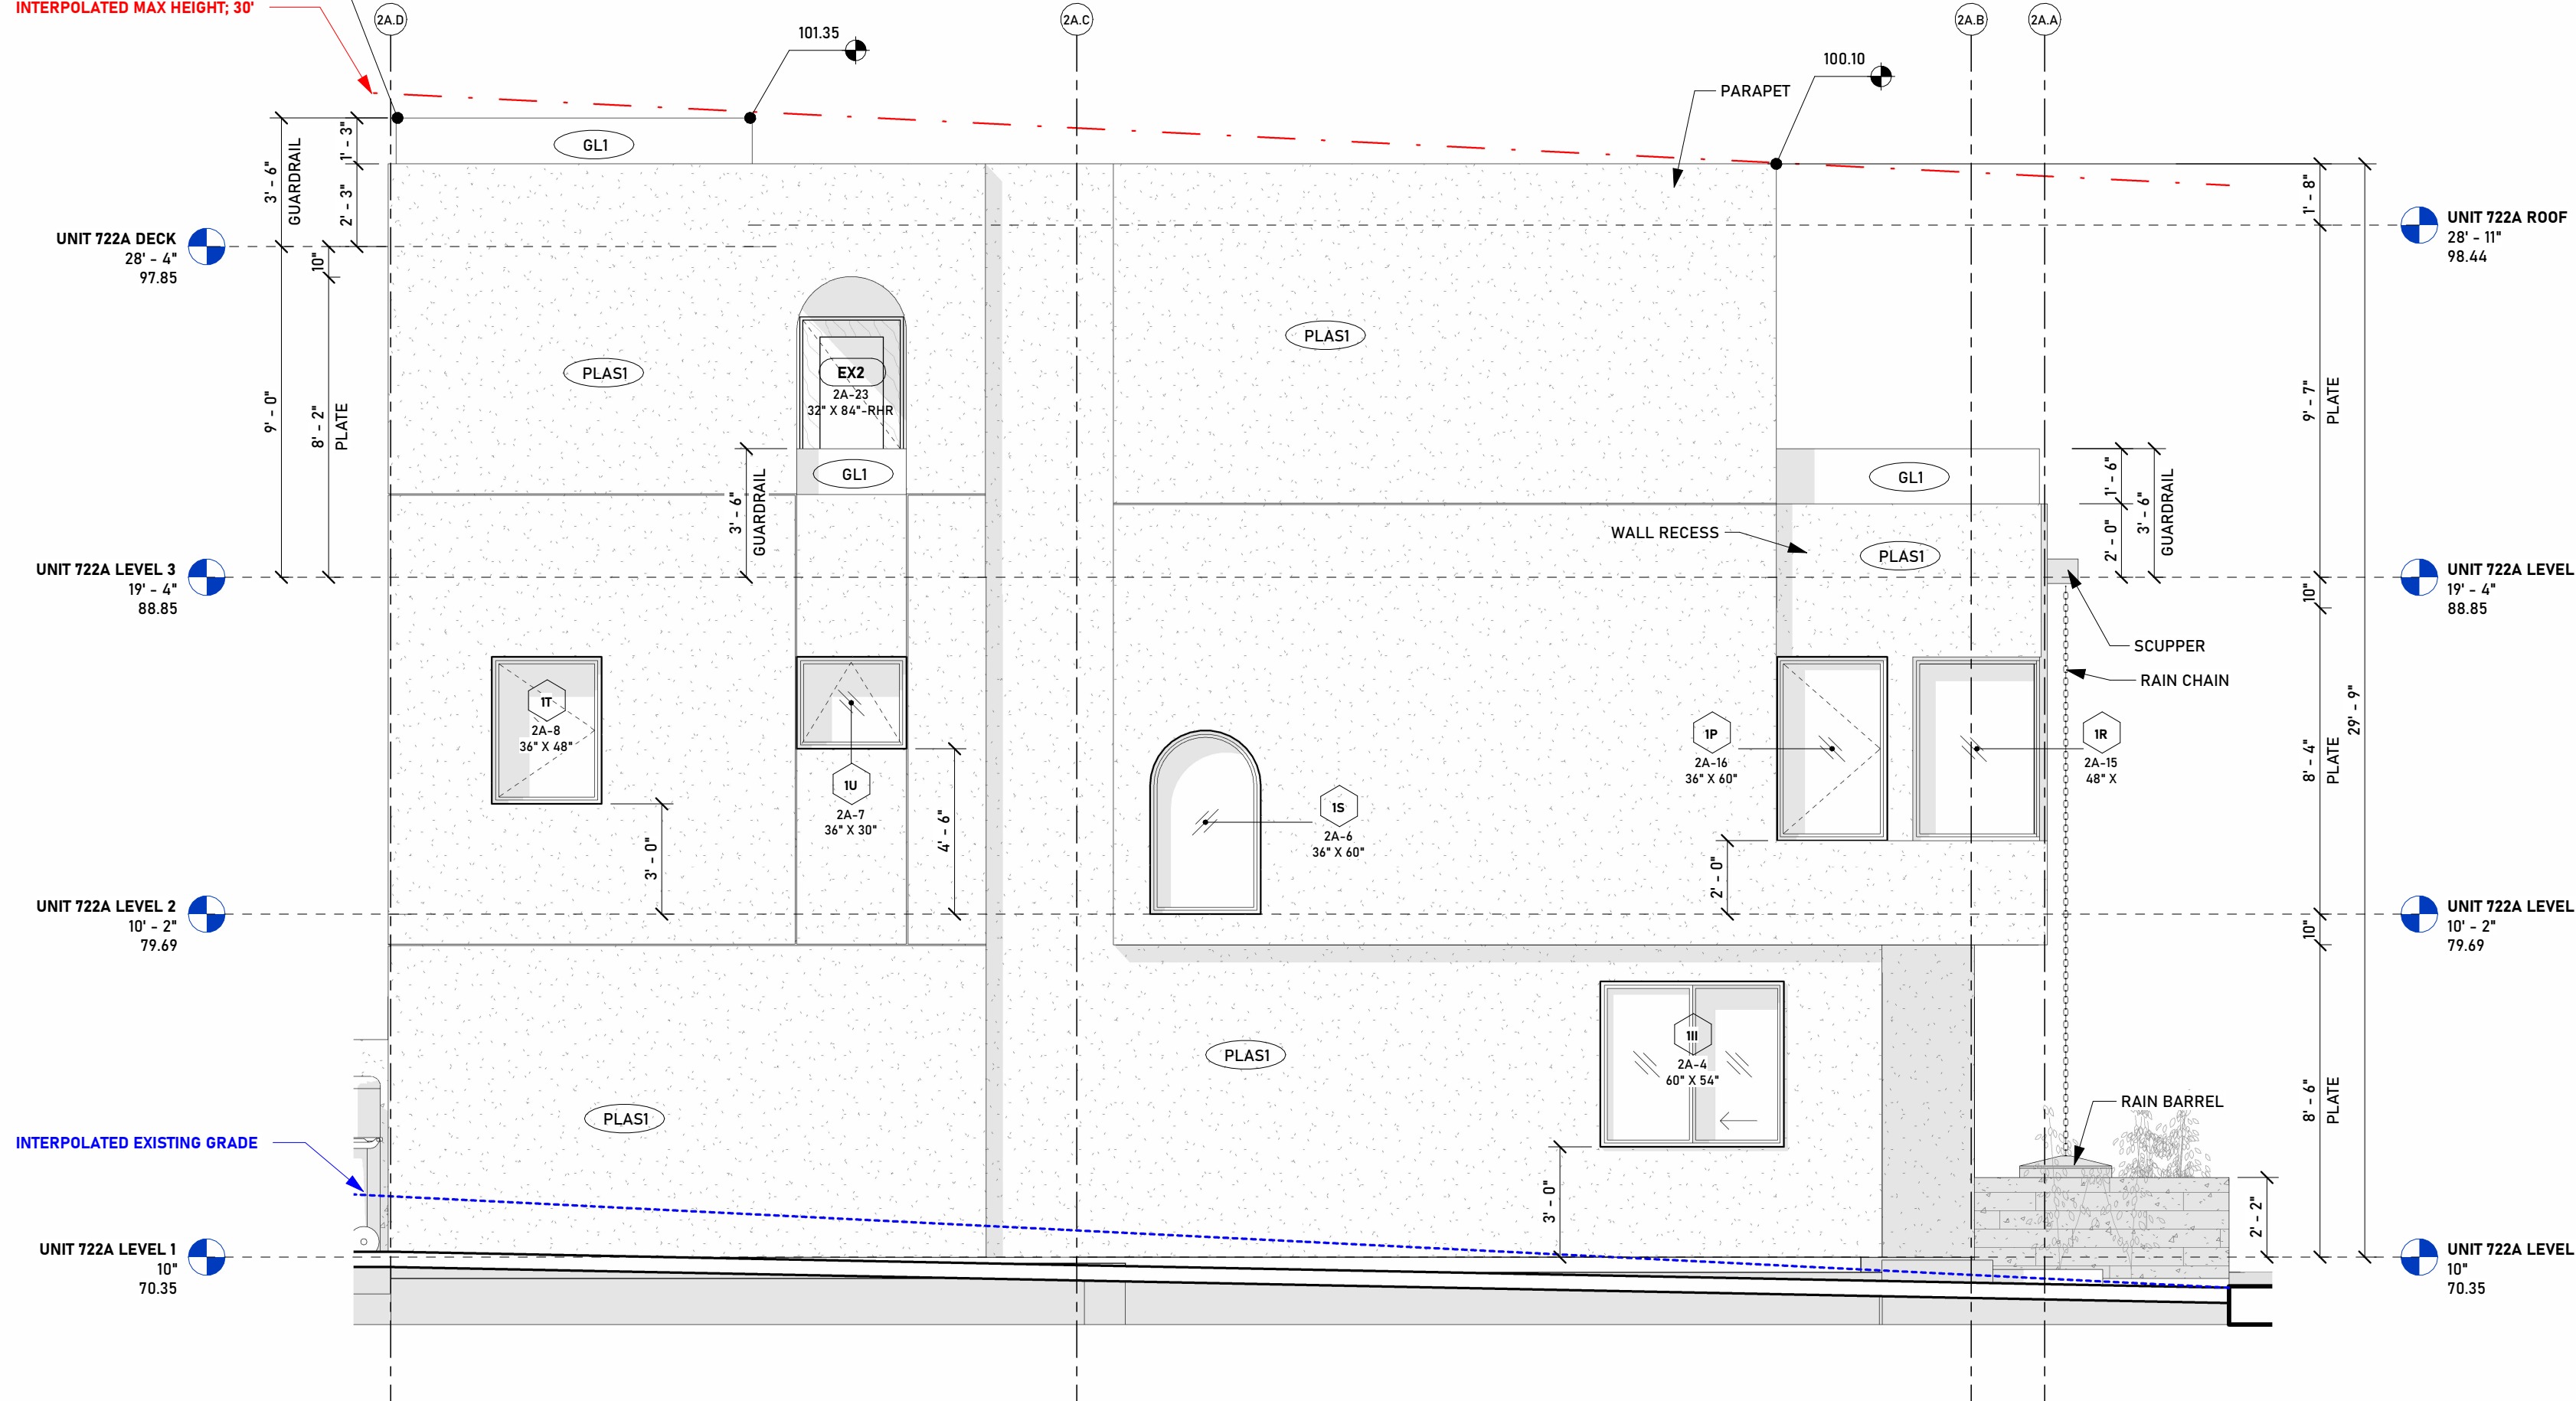 INTERPOLATED MAX HEIGHT; 30'
2A.D
2A.C
2A.B
2A.A
101.35
100.10
PARAPET
3' - 6"
GUARDRAIL
1' - 3"
2' - 3"
GL1
1' - 8"
UNIT 722A DECK
28' - 4"
97.85
UNIT 722A ROOF
28' - 11"
98.44
10"
9' - 0"
8' - 2"
PLATE
PLAS1
EX2
2A-23
32" X 84"-RHR
PLAS1
9' - 7"
PLATE
GL1
3' - 6"
GUARDRAIL
GL1
1' - 6"
2' - 0"
3' - 6"
GUARDRAIL
WALL RECESS
PLAS1
UNIT 722A LEVEL 3
19' - 4"
88.85
UNIT 722A LEVEL
19' - 4"
88.85
10"
SCUPPER
RAIN CHAIN
29' - 9"
1T
2A-8
36" X 48"
1U
2A-7
36" X 30"
1S
2A-6
36" X 60"
1P
2A-16
36" X 60"
1R
2A-15
48" X
8' - 4"
PLATE
3' - 0"
4' - 6"
2' - 0"
UNIT 722A LEVEL 2
10' - 2"
79.69
UNIT 722A LEVEL
10' - 2"
79.69
10"
PLAS1
PLAS1
1II
2A-4
60" X 54"
8' - 6"
PLATE
RAIN BARREL
INTERPOLATED EXISTING GRADE
3' - 0"
2' - 2"
UNIT 722A LEVEL 1
10"
70.35
UNIT 722A LEVEL
10"
70.35